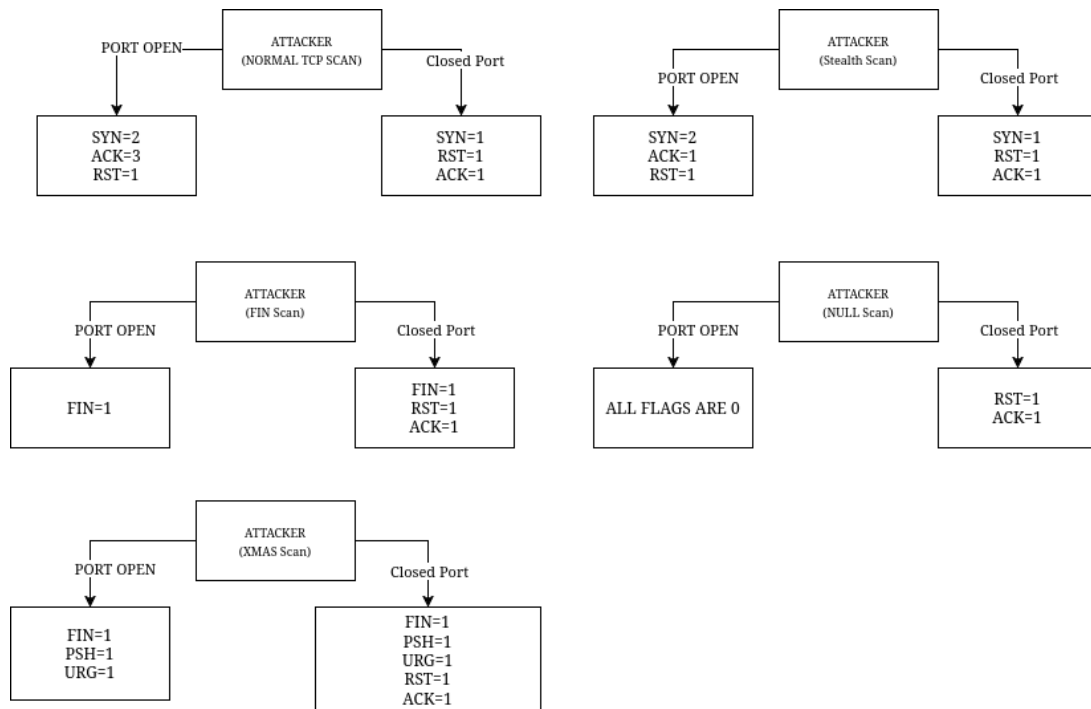 ATTACKER
(NORMAL TCP SCAN)
PORT OPEN
Closed Port
SYN=2
ACK=3
RST=1
SYN=1
RST=1
ACK=1
ATTACKER
(Stealth Scan)
PORT OPEN
Closed Port
SYN=2
ACK=1
RST=1
SYN=1
RST=1
ACK=1
ATTACKER
(FIN Scan)
PORT OPEN
Closed Port
FIN=1
FIN=1
RST=1
ACK=1
ATTACKER
(NULL Scan)
PORT OPEN
Closed Port
ALL FLAGS ARE 0
RST=1
ACK=1
ATTACKER
(XMAS Scan)
PORT OPEN
Closed Port
FIN=1
PSH=1
URG=1
FIN=1
PSH=1
URG=1
RST=1
ACK=1